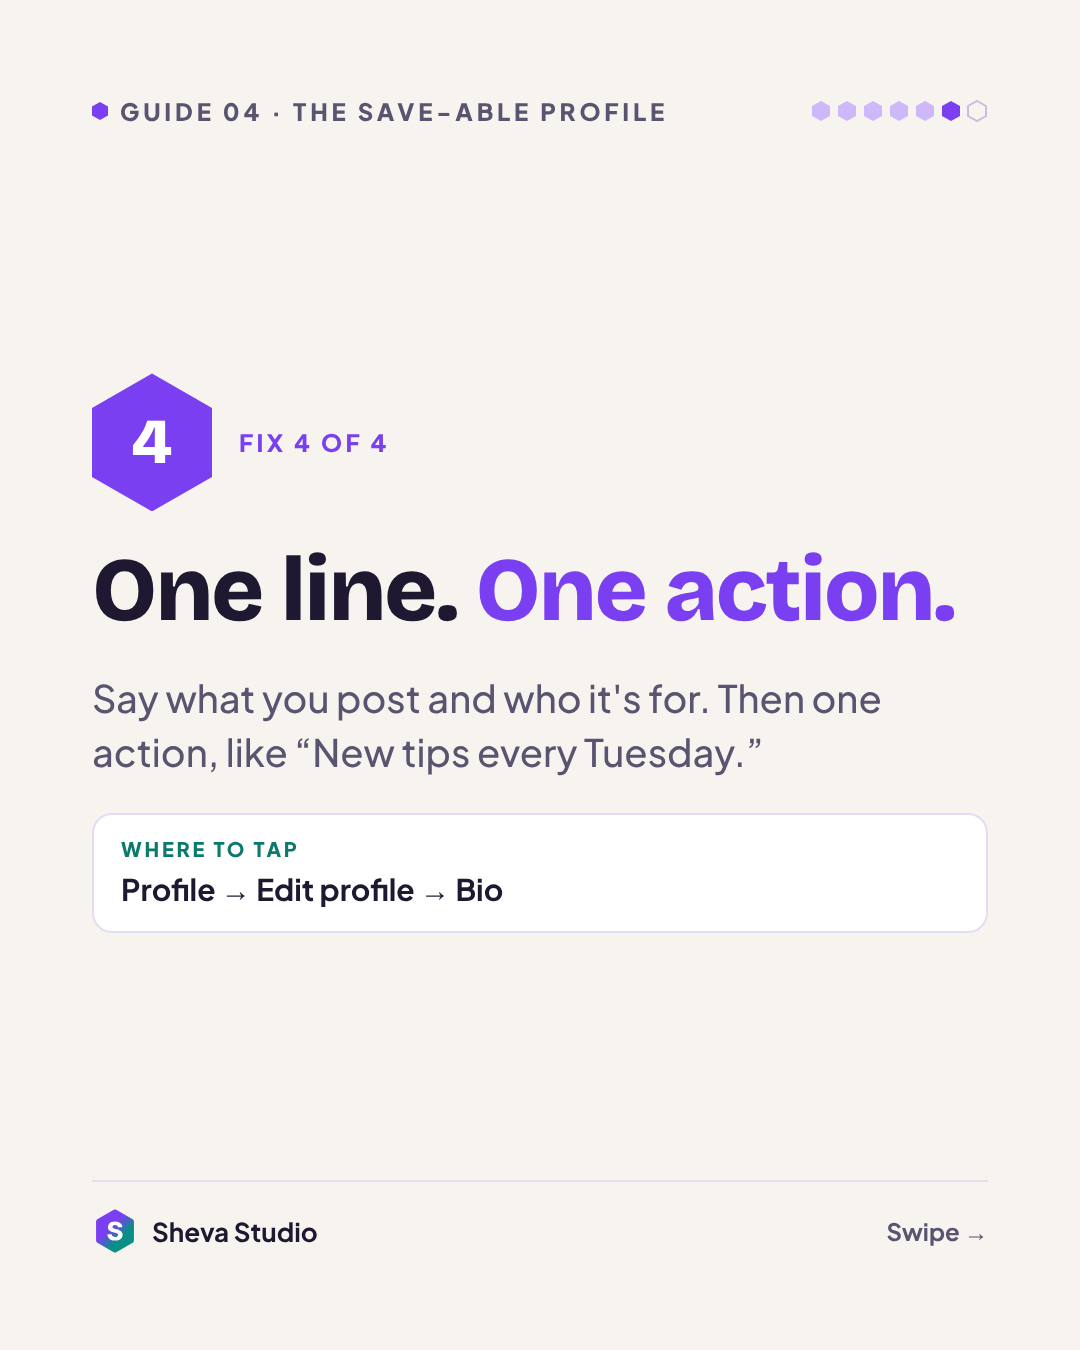 GUIDE 04 · THE SAVE-ABLE PROFILE
4
FIX 4 OF 4
One line. One action.
Say what you post and who it's for. Then one
action, like “New tips every Tuesday.”
WHERE TO TAP
Profile → Edit profile → Bio
S
Sheva Studio
Swipe →